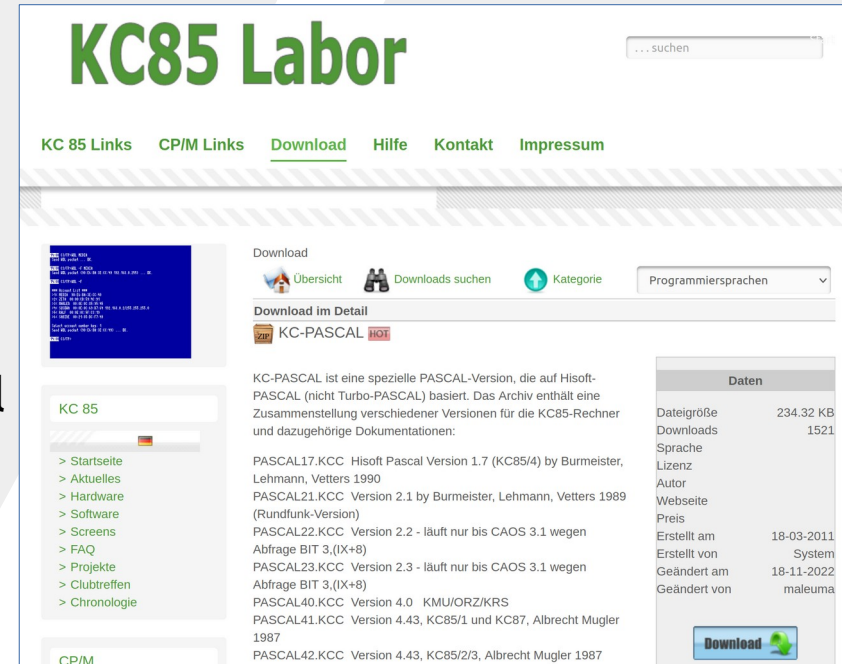 KC85 Labor
. . . suchen
KC 85 Links CP/M Links Download Hilfe Kontakt Impressum
Download
Übersicht Downloads suchen Kategorie Programmiersprachen
Download im Detail
ZIP KC-PASCAL HOT
KC-PASCAL ist eine spezielle PASCAL-Version, die auf Hisoft-
PASCAL (nicht Turbo-PASCAL) basiert. Das Archiv enthält eine
Zusammenstellung verschiedener Versionen für die KC85-Rechner
und dazugehörige Dokumentationen:
PASCAL17.KCC Hisoft Pascal Version 1.7 (KC85/4) by Burmeister,
Lehmann, Vetters 1990
PASCAL21.KCC Version 2.1 by Burmeister, Lehmann, Vetters 1989
(Rundfunk-Version)
PASCAL22.KCC Version 2.2 - läuft nur bis CAOS 3.1 wegen
Abfrage BIT 3,(IX+8)
PASCAL23.KCC Version 2.3 - läuft nur bis CAOS 3.1 wegen
Abfrage BIT 3,(IX+8)
PASCAL40.KCC Version 4.0 KMU/ORZ/KRS
PASCAL41.KCC Version 4.43, KC85/1 und KC87, Albrecht Mugler
1987
PASCAL42.KCC Version 4.43, KC85/2/3, Albrecht Mugler 1987
KC 85
> Startseite
> Aktuelles
> Hardware
> Software
> Screens
> FAQ
> Projekte
> Clubtreffen
> Chronologie
CP/M
Daten
Dateigröße 234.32 KB
Downloads 1521
Sprache
Lizenz
Autor
Webseite
Preis
Erstellt am 18-03-2011
Erstellt von System
Geändert am 18-11-2022
Geändert von maleuma
Download